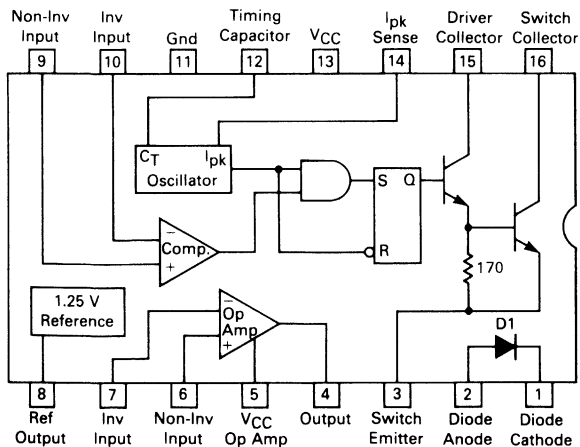 Non-Inv
Input
Inv
Input
Gnd
Timing
Capacitor
VCC
Ipk
Sense
Driver
Collector
Switch
Collector
9
10
11
12
13
14
15
16
CT
Ipk
Oscillator
S
Q
R
−
Comp.
+
170
1.25 V
Reference
−
Op
Amp
+
D1
8
7
6
5
4
3
2
1
Ref
Output
Inv
Input
Non-Inv
Input
VCC
Op Amp
Output
Switch
Emitter
Diode
Anode
Diode
Cathode